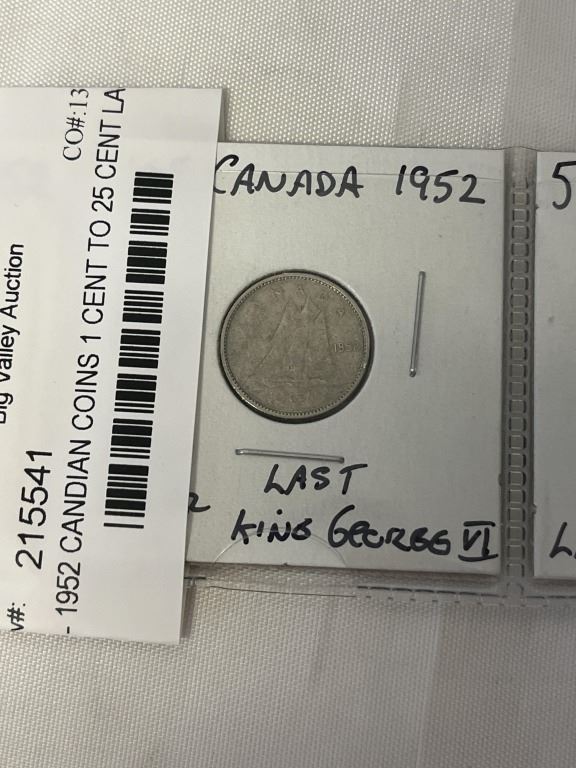 CO#:13
Big Valley Auction
v#: 215541
- 1952 CANDIAN COINS 1 CENT TO 25 CENT LA
CANADA 1952
195
LAST
KING GEORGE VI
5